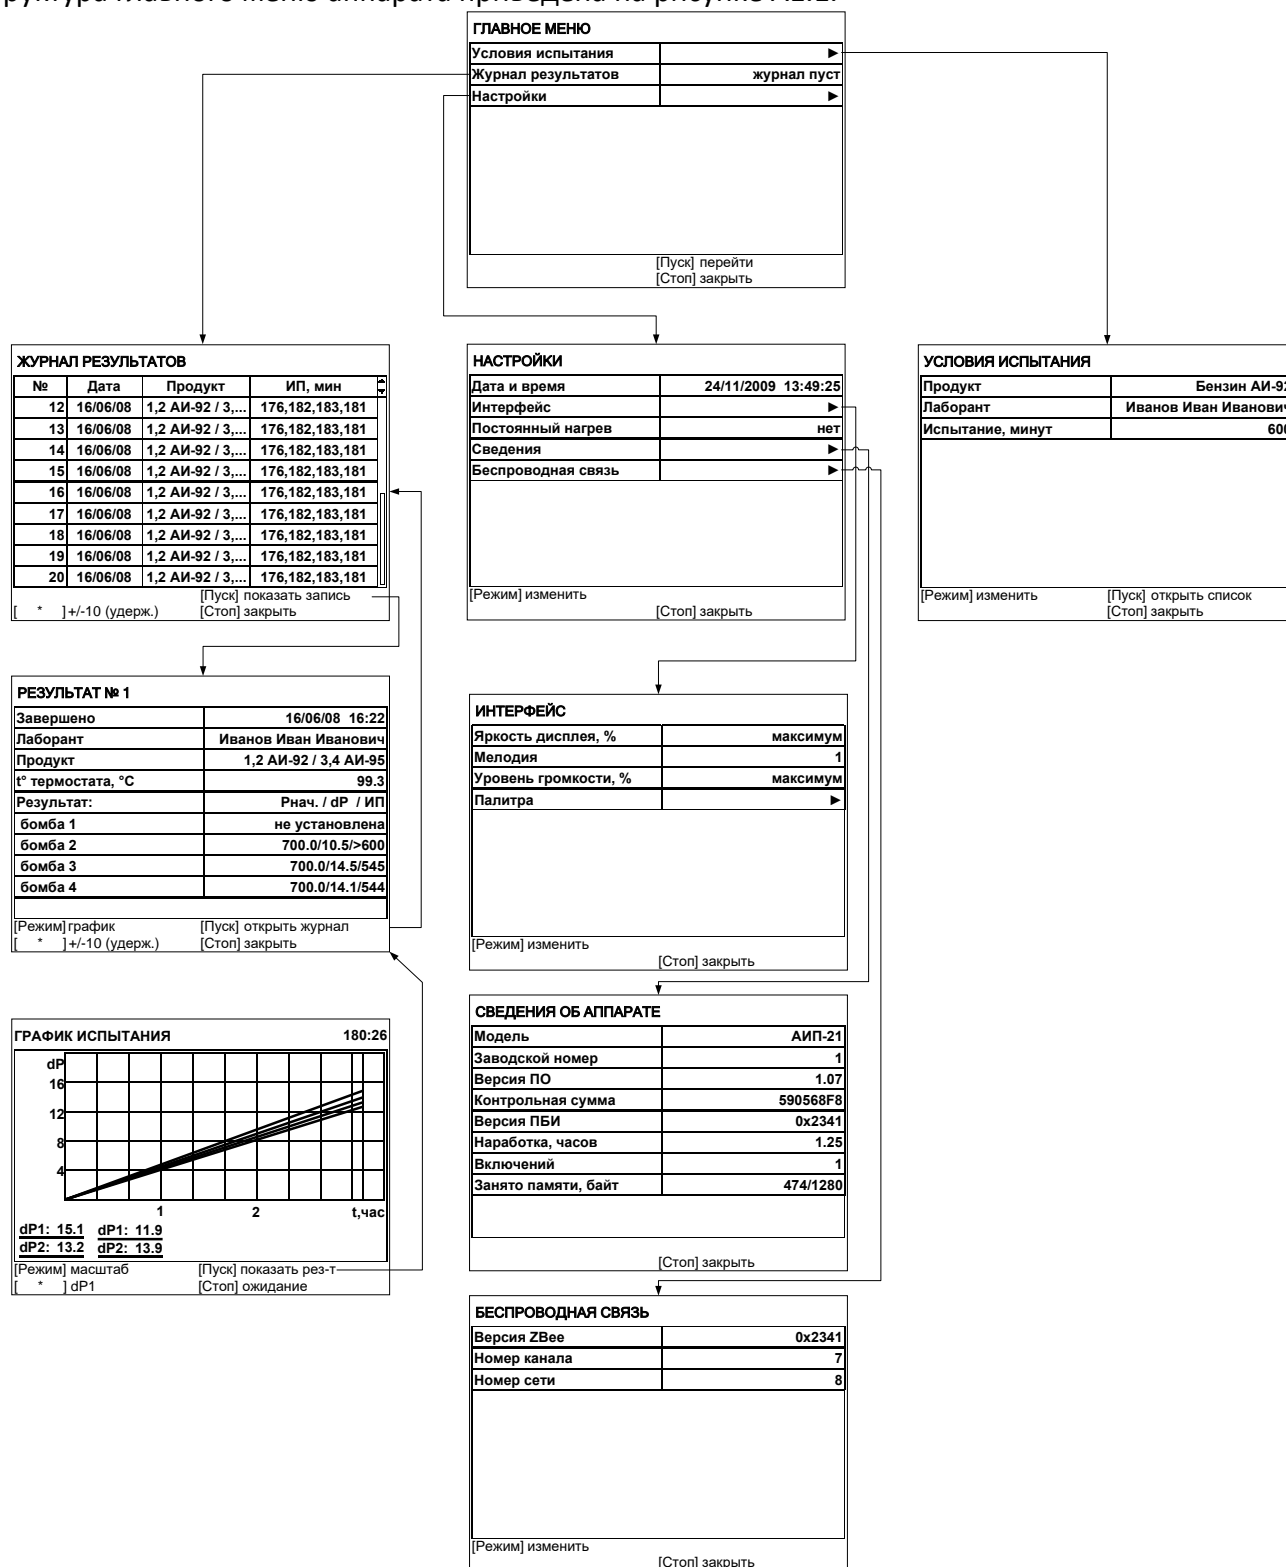 руктура главного меню аппарата приведена на рисунке
ГЛАВНОЕ МЕНЮ
Условия испытания ►
Журнал результатов журнал пуст
Настройки ►
[Пуск] перейти
[Стоп] закрыть
ЖУРНАЛ РЕЗУЛЬТАТОВ
№ Дата Продукт ИП, мин
12 16/06/08 1,2 АИ-92 / 3,... 176,182,183,181
13 16/06/08 1,2 АИ-92 / 3,... 176,182,183,181
14 16/06/08 1,2 АИ-92 / 3,... 176,182,183,181
15 16/06/08 1,2 АИ-92 / 3,... 176,182,183,181
16 16/06/08 1,2 АИ-92 / 3,... 176,182,183,181
17 16/06/08 1,2 АИ-92 / 3,... 176,182,183,181
18 16/06/08 1,2 АИ-92 / 3,... 176,182,183,181
19 16/06/08 1,2 АИ-92 / 3,... 176,182,183,181
20 16/06/08 1,2 АИ-92 / 3,... 176,182,183,181
[Пуск] показать запись
[ * ] +/-10 (удерж.) [Стоп] закрыть
НАСТРОЙКИ
Дата и время 24/11/2009 13:49:25
Интерфейс ►
Постоянный нагрев нет
Сведения ►
Беспроводная связь ►
[Режим] изменить
[Стоп] закрыть
УСЛОВИЯ ИСПЫТАНИЯ
Продукт Бензин АИ-92
Лаборант Иванов Иван Иванович
Испытание, минут 600
[Режим] изменить [Пуск] открыть список
[Стоп] закрыть
РЕЗУЛЬТАТ № 1
Завершено 16/06/08 16:22
Лаборант Иванов Иван Иванович
Продукт 1,2 АИ-92 / 3,4 АИ-95
t° термостата, °C 99.3
Результат: Рнач. / dP / ИП
бомба 1 не установлена
бомба 2 700.0/10.5/>600
бомба 3 700.0/14.5/545
бомба 4 700.0/14.1/544
[Режим] график [Пуск] открыть журнал
[ * ] +/-10 (удерж.) [Стоп] закрыть
ИНТЕРФЕЙС
Яркость дисплея, % максимум
Мелодия 1
Уровень громкости, % максимум
Палитра ►
[Режим] изменить
[Стоп] закрыть
ГРАФИК ИСПЫТАНИЯ 180:26
dP
16
12
8
4
1 2 t,час
dP1: 15.1 dP1: 11.9
dP2: 13.2 dP2: 13.9
[Режим] масштаб [Пуск] показать рез-т
[ * ] dP1 [Стоп] ожидание
СВЕДЕНИЯ ОБ АППАРАТЕ
Модель АИП-21
Заводской номер 1
Версия ПО 1.07
Контрольная сумма 590568F8
Версия ПБИ 0x2341
Наработка, часов 1.25
Включений 1
Занято памяти, байт 474/1280
[Стоп] закрыть
БЕСПРОВОДНАЯ СВЯЗЬ
Версия ZBee 0x2341
Номер канала 7
Номер сети 8
[Режим] изменить
[Стоп] закрыть